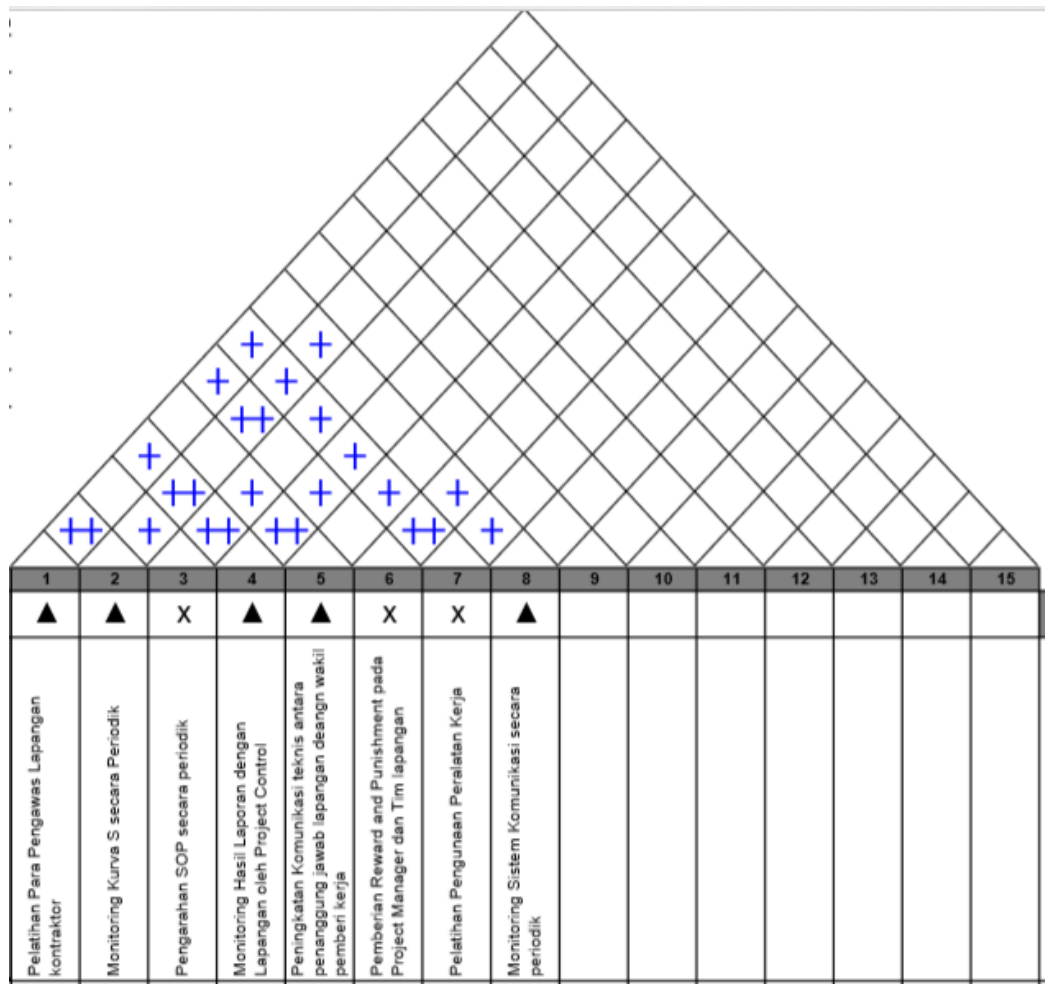 + +
+ +
++ +
+ +
++ + + + +
++ + ++ ++ ++ +
1 2 3 4 5 6 7 8 9 10 11 12 13 14 15
▲ ▲ X ▲ ▲ X X ▲
Pelatihan Para Pengawas Lapangan
kontraktor
Monitoring Kurva S secara Periodik
Pengarahan SOP secara periodik
Monitoring Hasil Laporan dengan
Lapangan oleh Project Control
Peningkatan Komunikasi teknis antara
penanggung jawab lapangan deangn wakil
pemberi kerja
Pemberian Reward and Punishment pada
Project Manager dan Tim lapangan
Pelatihan Pengunaan Peralatan Kerja
Monitoring Sistem Komunikasi secara
periodik